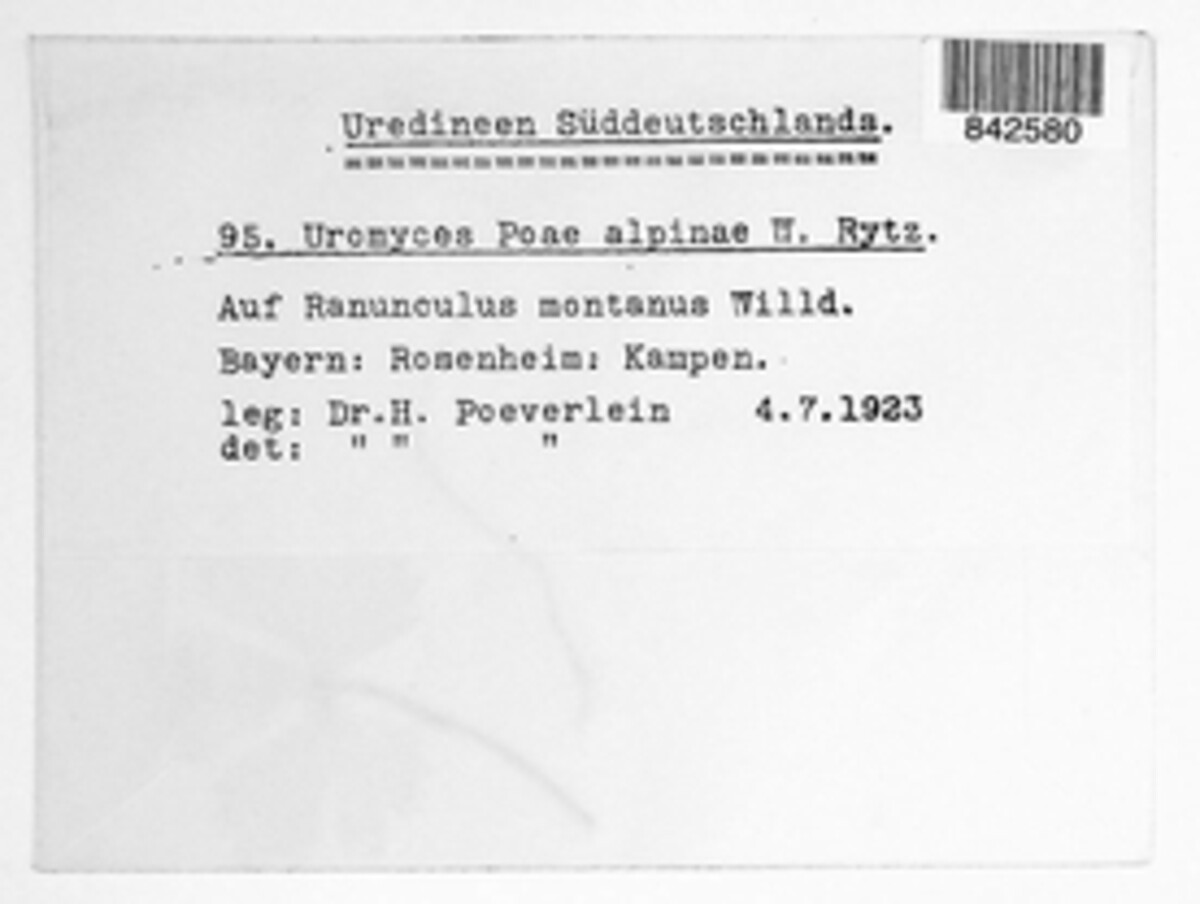 842580
Uredineen Süddeutschlands.
95. Uromyces Poae alpinae W. Rytz.
Auf Ranunculus montanus Willd.
Bayern: Rosenheim: Kampen.
leg: Dr.H. Poeverlein 4.7.1923
det: " " "